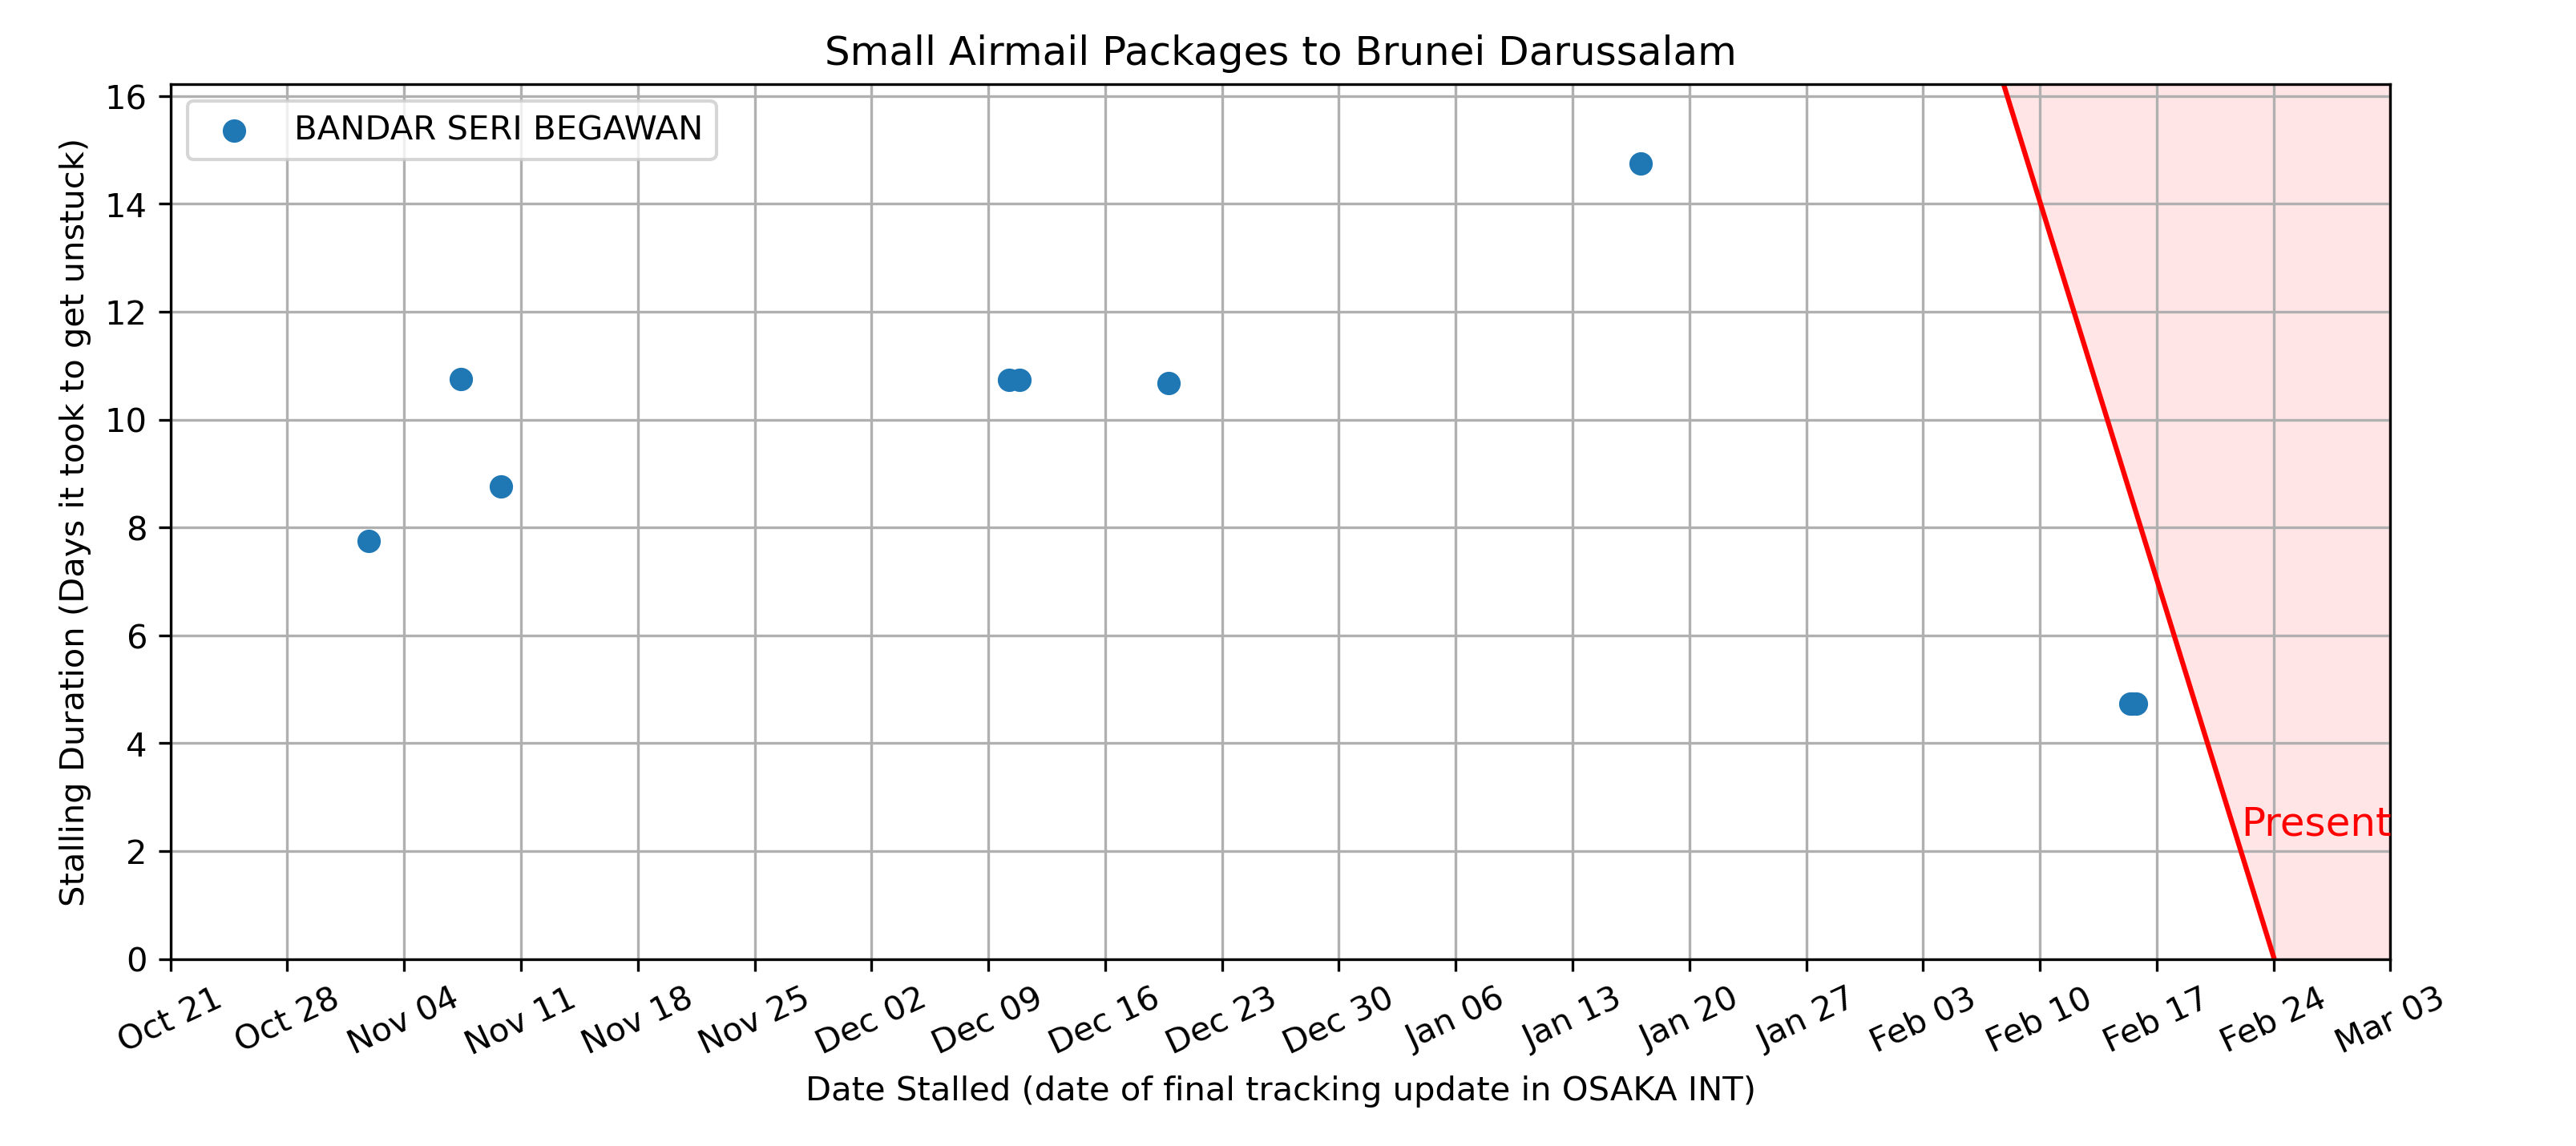 Small Airmail Packages to Brunei Darussalam
BANDAR SERI BEGAWAN
Stalling Duration (Days it took to get unstuck)
16
14
12
10
8
6
4
2
0
Present
Oct 21
Oct 28
Nov 04
Nov 11
Nov 18
Nov 25
Dec 02
Dec 09
Dec 16
Dec 23
Dec 30
Jan 06
Jan 13
Jan 20
Jan 27
Feb 03
Feb 10
Feb 17
Feb 24
Mar 03
Date Stalled (date of final tracking update in OSAKA INT)